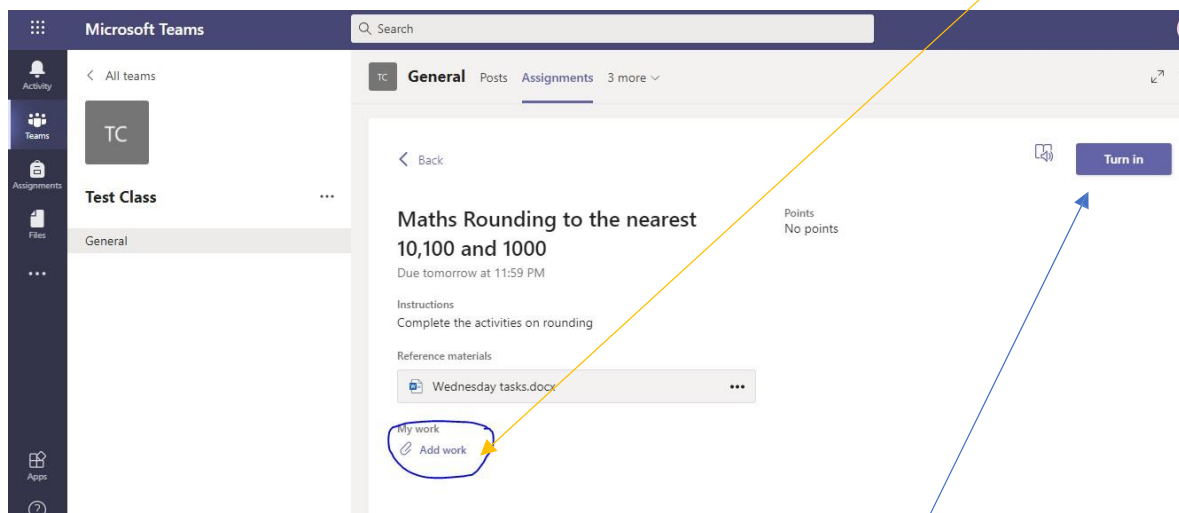 Microsoft Teams
Search
Activity
Teams
Assignments
Files
Apps
All teams
TC
Test Class
General
TC General Posts Assignments 3 more
Back
Turn in
Maths Rounding to the nearest
10,100 and 1000
Due tomorrow at 11:59 PM
Points
No points
Instructions
Complete the activities on rounding
Reference materials
Wednesday tasks.docx
My work
Add work